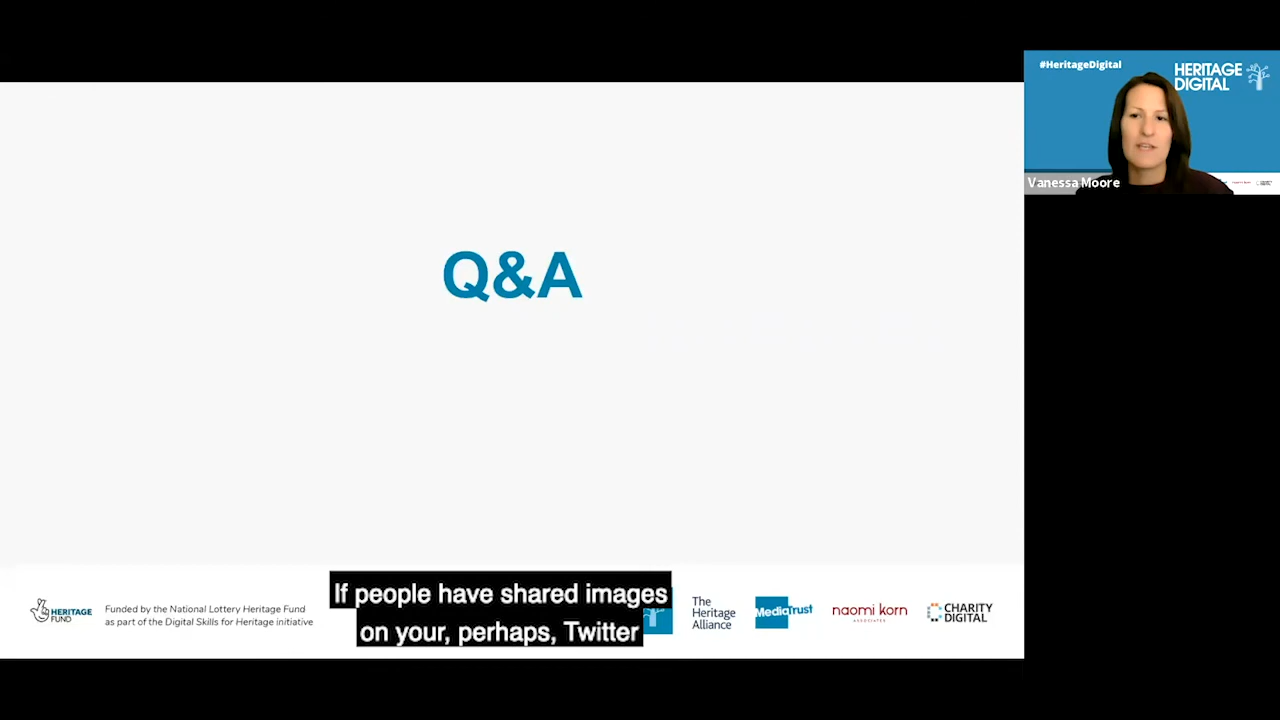 #HeritageDigital
HERITAGE
DIGITAL
Vanessa Moore
Q&A
HERITAGE
FUND
Funded by the National Lottery Heritage Fund
as part of the Digital Skills for Heritage initiative
If people have shared images
on your, perhaps, Twitter
The
Heritage
Alliance
MediaTrust
naomi korn
ASSOCIATES
CHARITY
DIGITAL